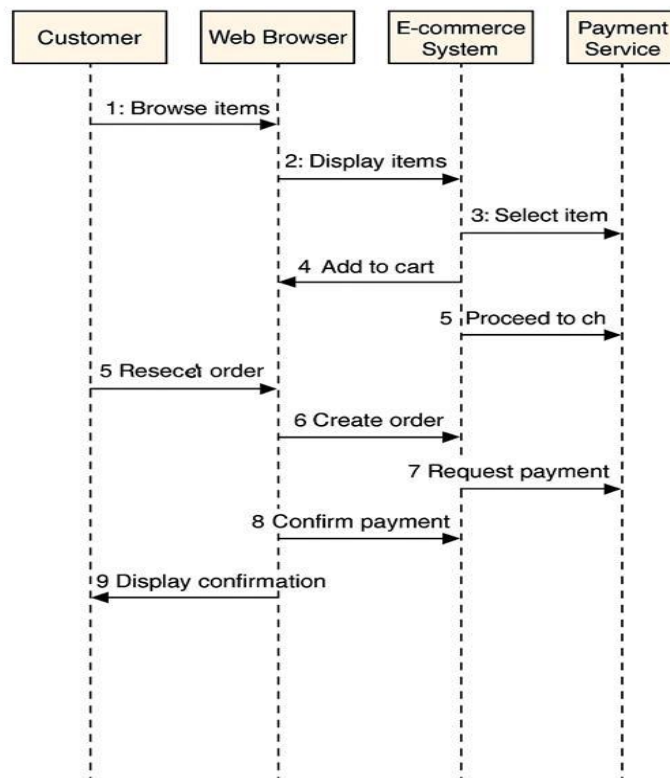 Customer
Web Browser
E-commerce
System
Payment
Service
1: Browse items
2: Display items
3: Select item
4 Add to cart
5 Proceed to ch
5 Resecet order
6 Create order
7 Request payment
8 Confirm payment
9 Display confirmation